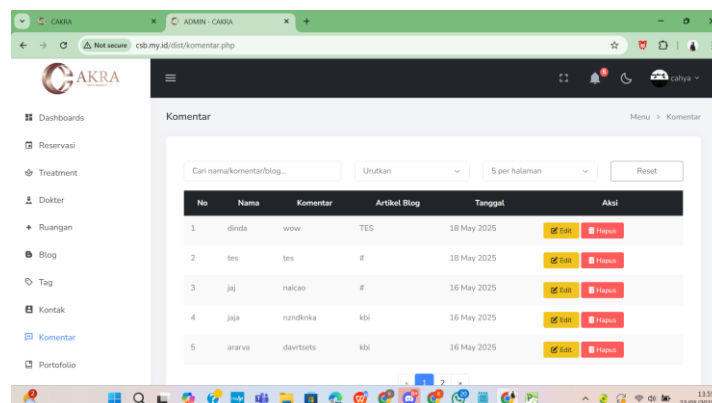 CAKRA
ADMIN - CAKRA
Not secure csb.my.id/dist/komentar.php
CAKRA
cahya
Dashboards
Komentar
Menu > Komentar
Reservasi
Treatment
Cari nama/komentar/blog...
Urutkan
5 per halaman
Reset
Dokter
No Nama Komentar Artikel Blog Tanggal Aksi
Ruangan
1 dinda wow TES 18 May 2025 Edit Hapus
Blog
2 tes tes # 18 May 2025 Edit Hapus
Tag
3 jaj naicao # 16 May 2025 Edit Hapus
Kontak
4 jaja nzndknka kbi 16 May 2025 Edit Hapus
Komentar
5 ararva davrtsets kbi 16 May 2025 Edit Hapus
Portofolio
« 1 2 »